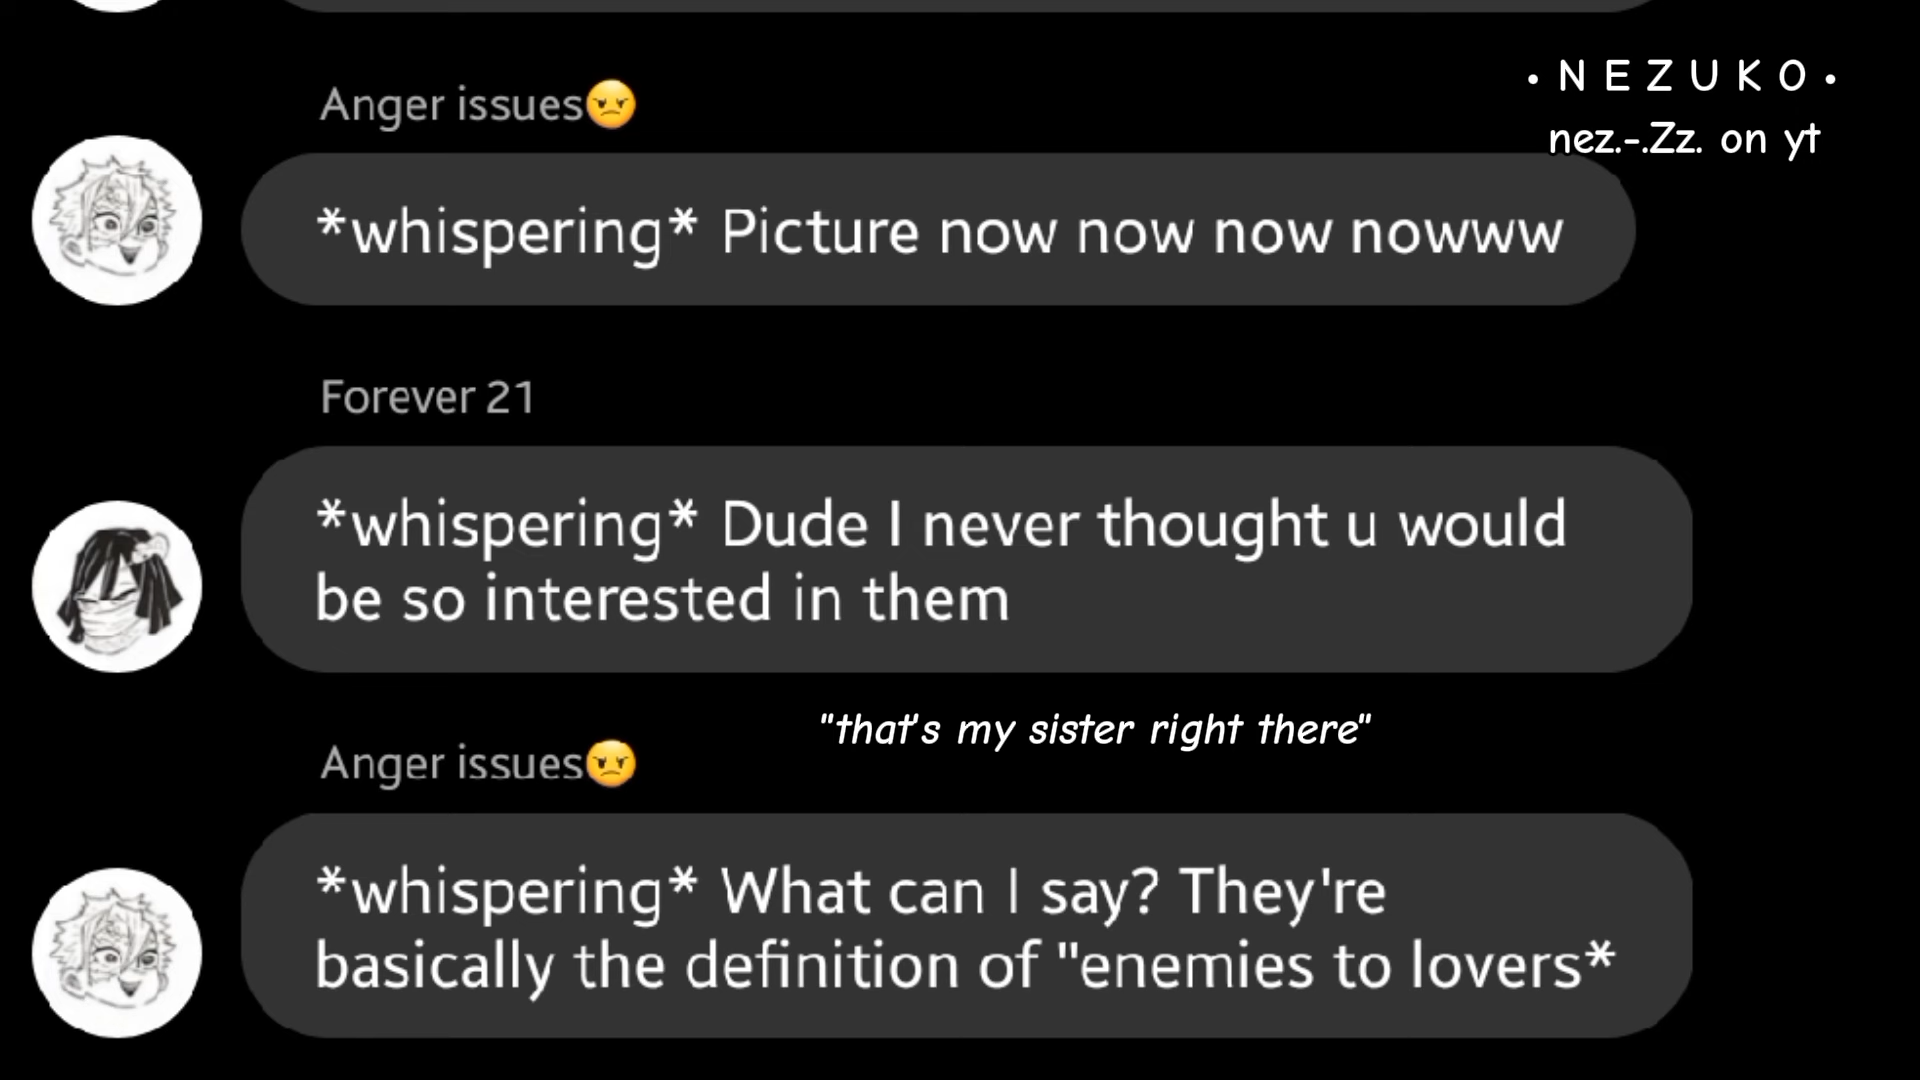 • N E Z U K O •
nez.-.Zz. on yt
Anger issues😠
*whispering* Picture now now now nowww
Forever 21
*whispering* Dude I never thought u would
be so interested in them
"that's my sister right there"
Anger issues😠
*whispering* What can I say? They're
basically the definition of "enemies to lovers*